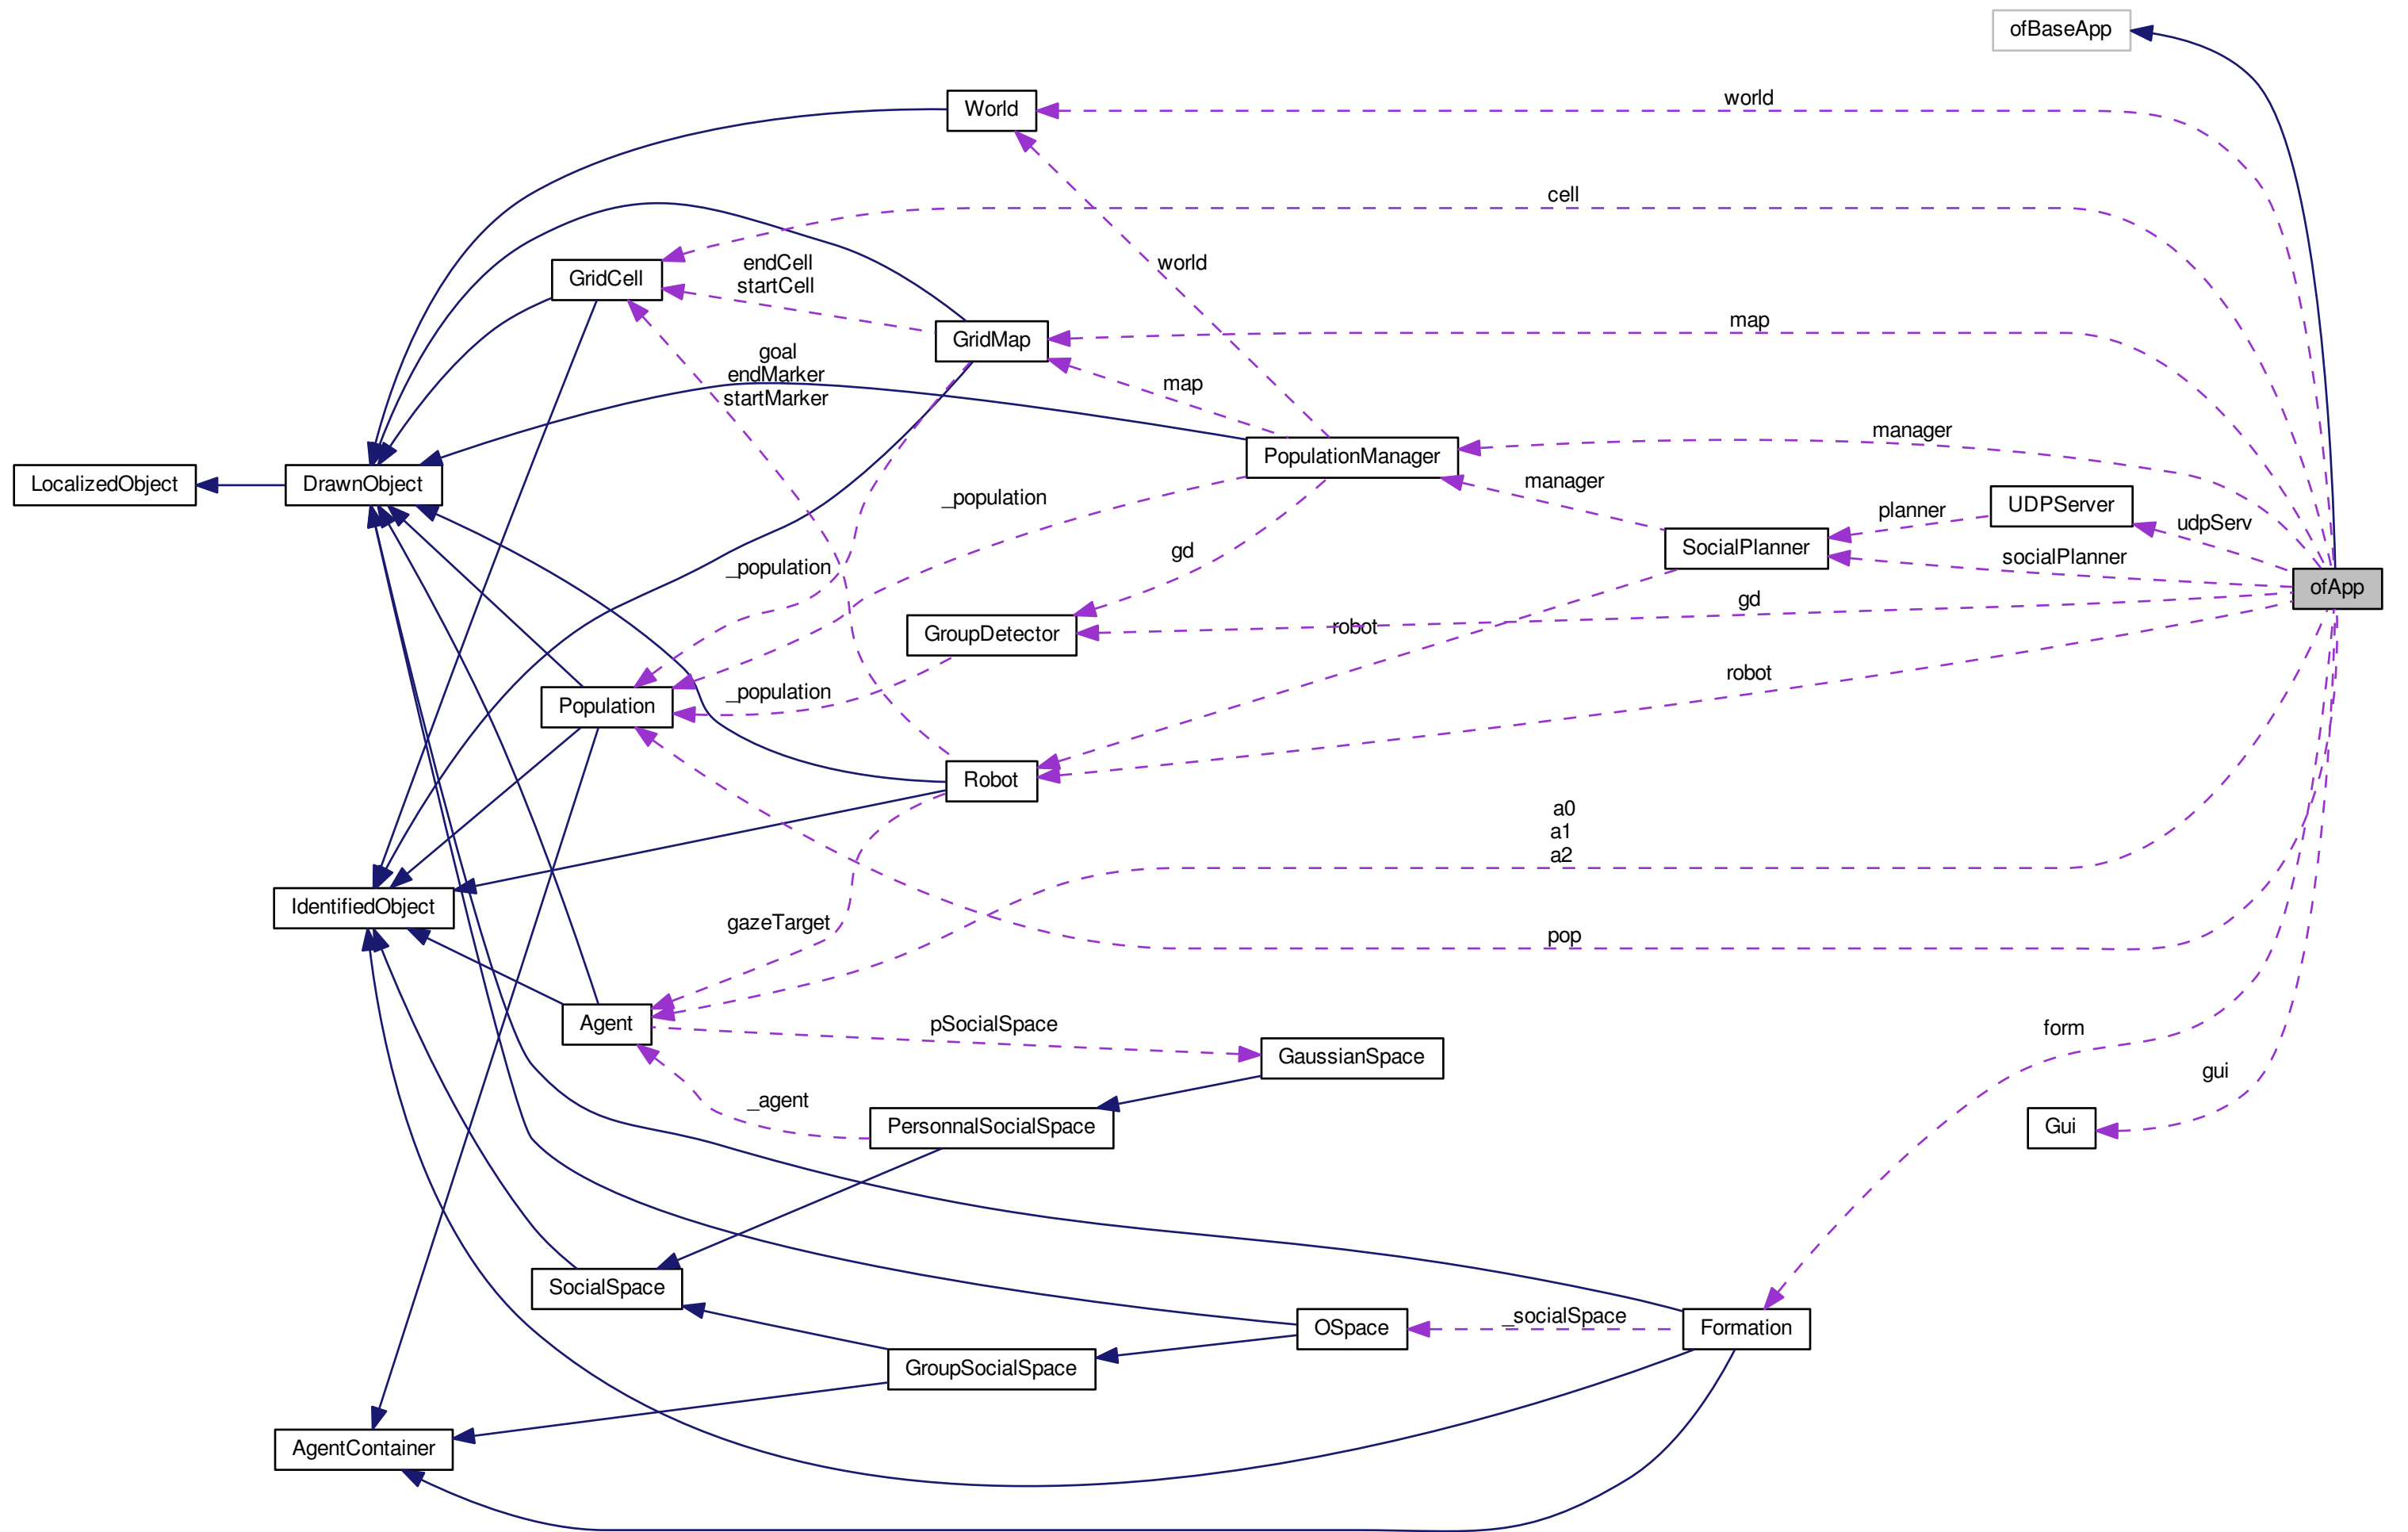 ofBaseApp
world
World
cell
world
endCell
startCell
GridCell
map
GridMap
goal
endMarker
startMarker
map
manager
PopulationManager
manager
LocalizedObject
DrawnObject
_population
UDPServer
planner
udpServ
SocialPlanner
socialPlanner
gd
_population
ofApp
gd
GroupDetector
robot
robot
_population
Population
Robot
a0
a1
a2
IdentifiedObject
gazeTarget
pop
Agent
pSocialSpace
form
GaussianSpace
gui
_agent
PersonnalSocialSpace
Gui
SocialSpace
_socialSpace
OSpace
Formation
GroupSocialSpace
AgentContainer